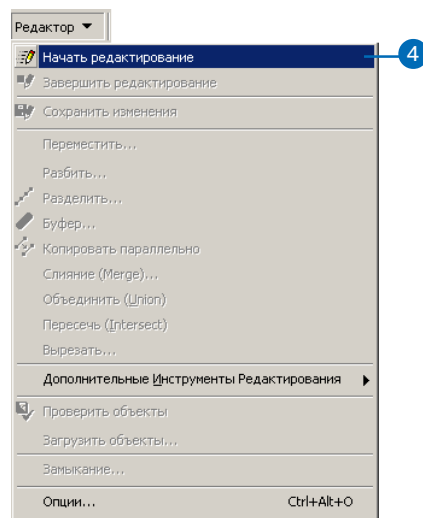 Редактор
Начать редактирование 4
Завершить редактирование
Сохранить изменения
Переместить...
Разбить...
Разделить...
Буфер...
Копировать параллельно
Слияние (Merge)...
Объединить (Union)
Пересечь (Intersect)
Вырезать...
Дополнительные Инструменты Редактирования
Проверить объекты
Загрузить объекты...
Замыкание...
Опции... Ctrl+Alt+O